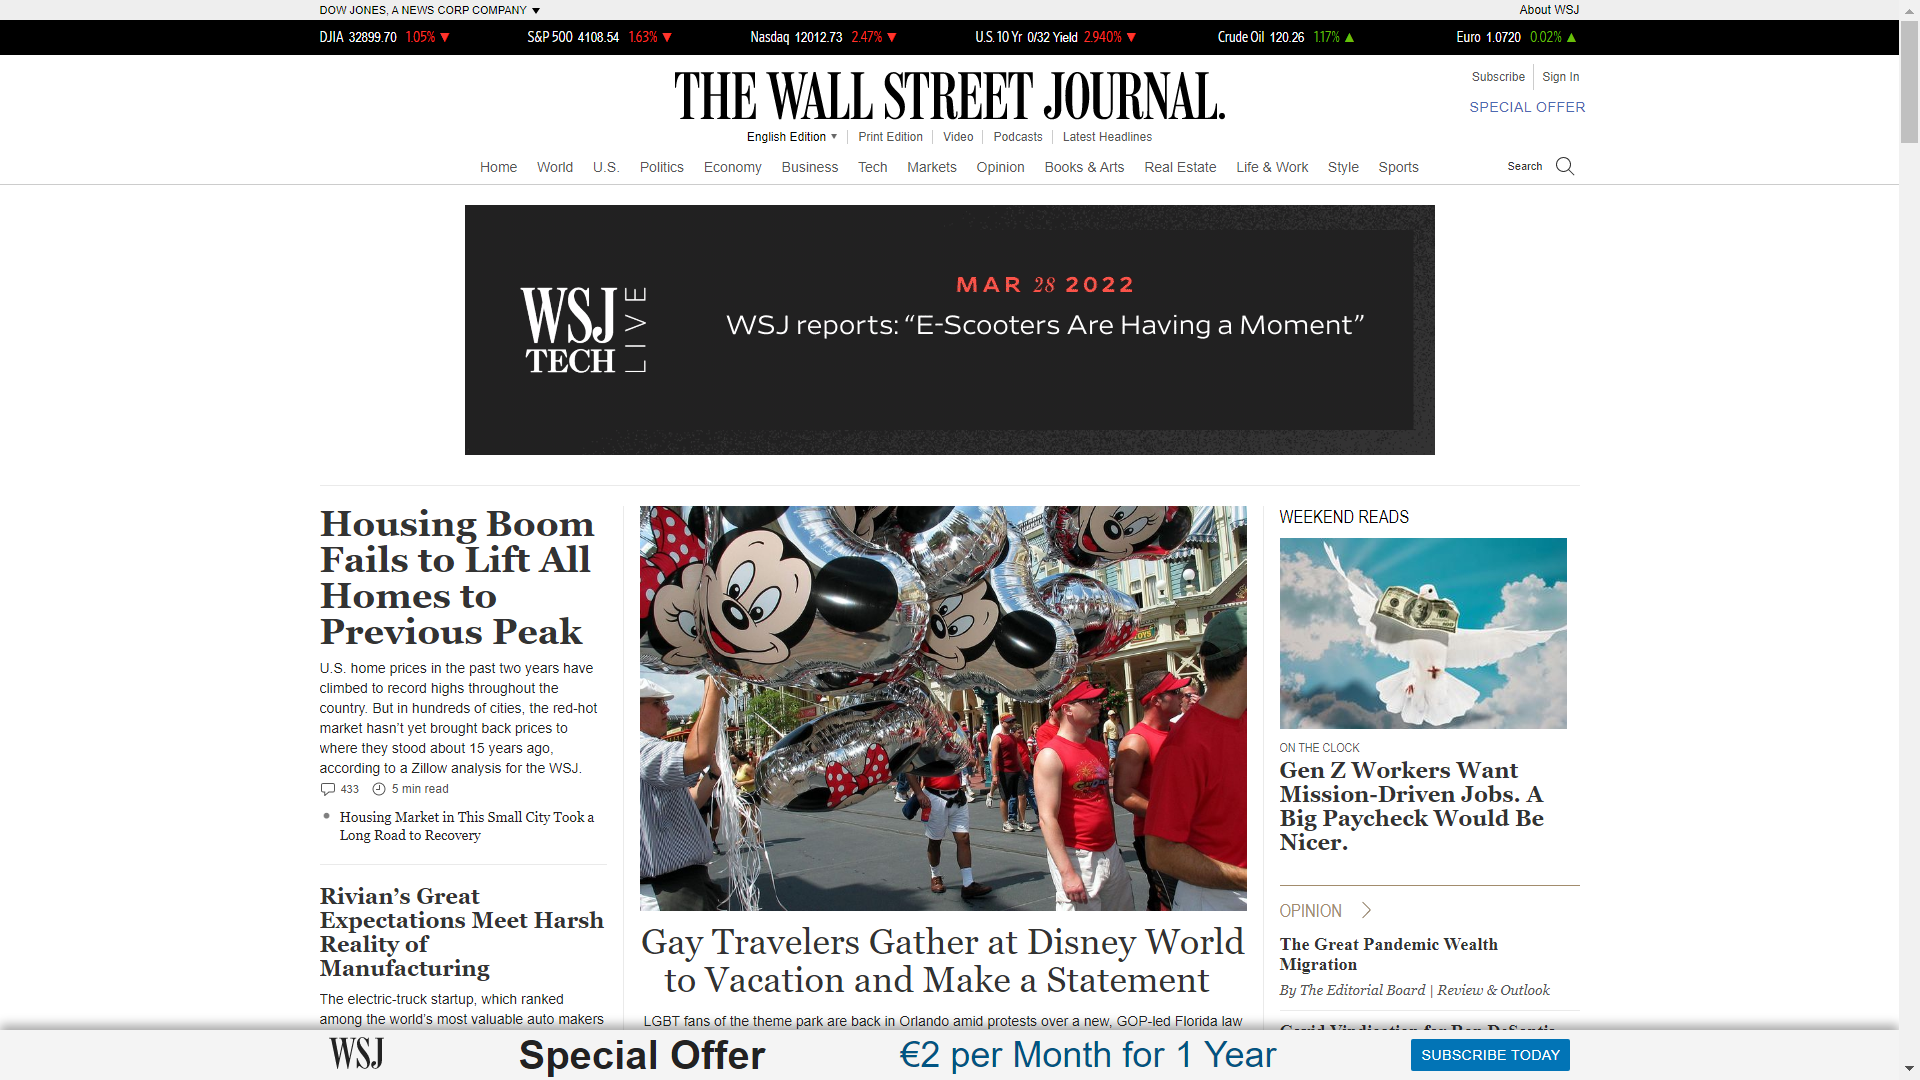 DOW JONES, A NEWS CORP COMPANY
About WSJ
DJIA 32899.70 1.05%
S&P 500 4108.54 1.63%
Nasdaq 12012.73 2.47%
U.S. 10 Yr 0/32 Yield 2.940%
Crude Oil 120.26 1.17%
Euro 1.0720 0.02%
THE WALL STREET JOURNAL.
Subscribe
Sign In
SPECIAL OFFER
English Edition
Print Edition
Video
Podcasts
Latest Headlines
Home
World
U.S.
Politics
Economy
Business
Tech
Markets
Opinion
Books & Arts
Real Estate
Life & Work
Style
Sports
Search
WSJ
TECH
LIVE
MAR 28 2022
WSJ reports: “E-Scooters Are Having a Moment”
Housing Boom
Fails to Lift All
Homes to
Previous Peak
U.S. home prices in the past two years have
climbed to record highs throughout the
country. But in hundreds of cities, the red-hot
market hasn’t yet brought back prices to
where they stood about 15 years ago,
according to a Zillow analysis for the WSJ.
433
5 min read
Housing Market in This Small City Took a
Long Road to Recovery
Rivian’s Great
Expectations Meet Harsh
Reality of
Manufacturing
The electric-truck startup, which ranked
among the world’s most valuable auto makers
Gay Travelers Gather at Disney World
to Vacation and Make a Statement
LGBT fans of the theme park are back in Orlando amid protests over a new, GOP-led Florida law
WEEKEND READS
ON THE CLOCK
Gen Z Workers Want
Mission-Driven Jobs. A
Big Paycheck Would Be
Nicer.
OPINION
The Great Pandemic Wealth
Migration
By The Editorial Board | Review & Outlook
Covid Vindication for Ron DeSantis
WSJ
Special Offer
€2 per Month for 1 Year
SUBSCRIBE TODAY